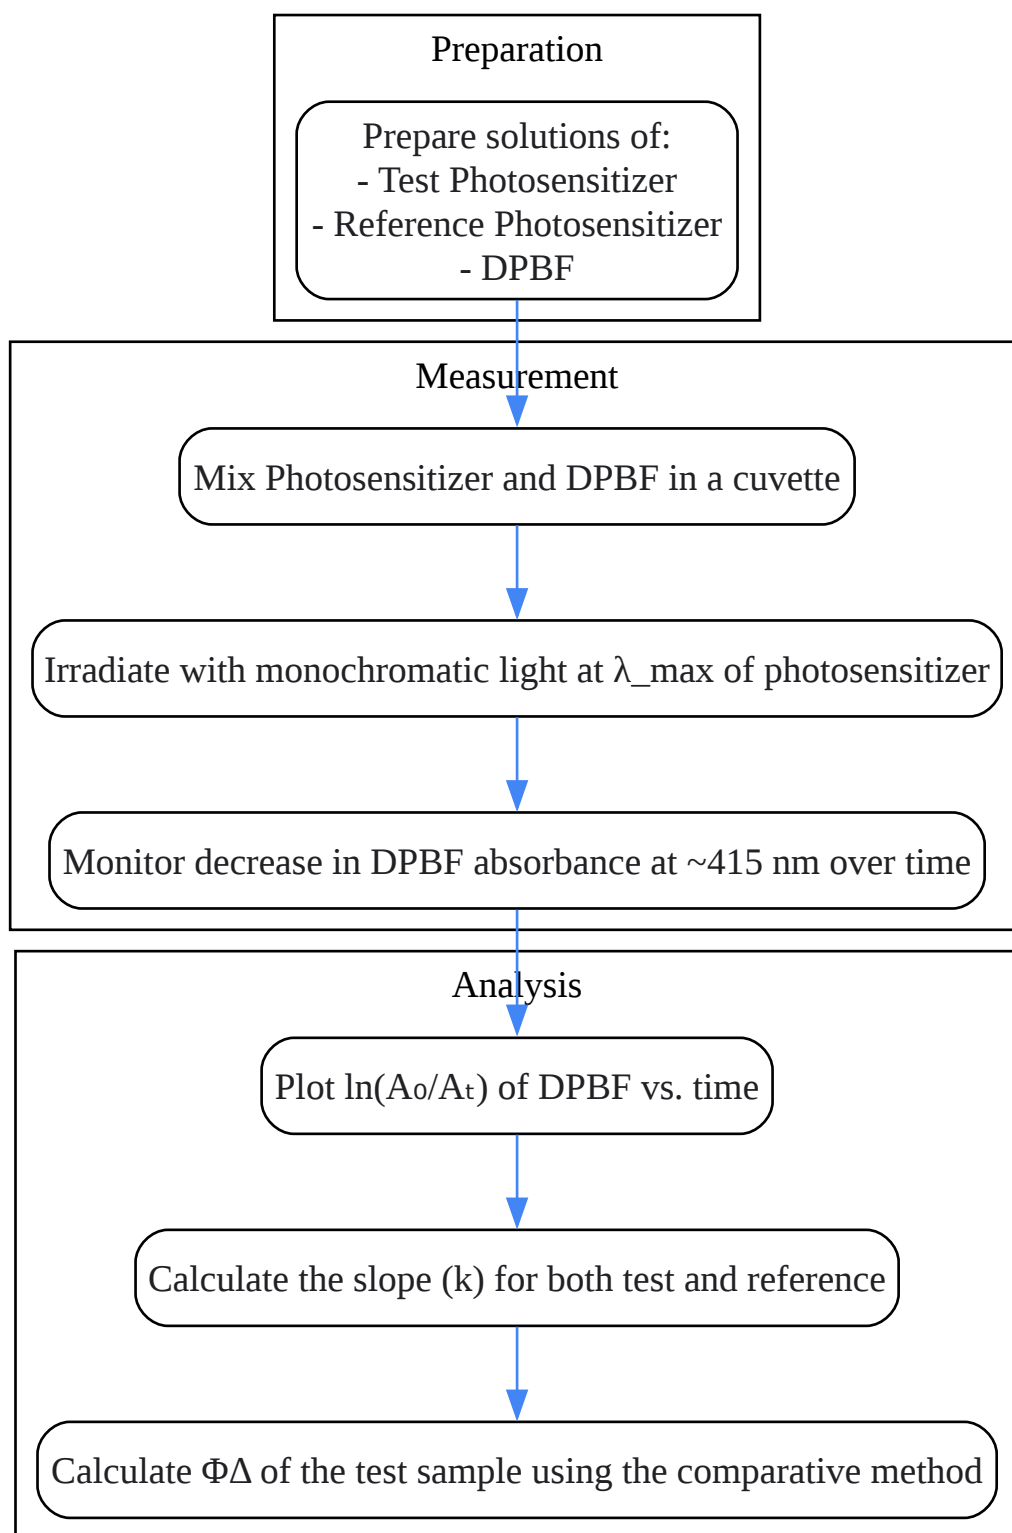 Preparation
Prepare solutions of:
- Test Photosensitizer
- Reference Photosensitizer
- DPBF
Measurement
Mix Photosensitizer and DPBF in a cuvette
Irradiate with monochromatic light at λ_max of photosensitizer
Monitor decrease in DPBF absorbance at ~415 nm over time
Analysis
Plot ln(A₀/Aₜ) of DPBF vs. time
Calculate the slope (k) for both test and reference
Calculate ΦΔ of the test sample using the comparative method